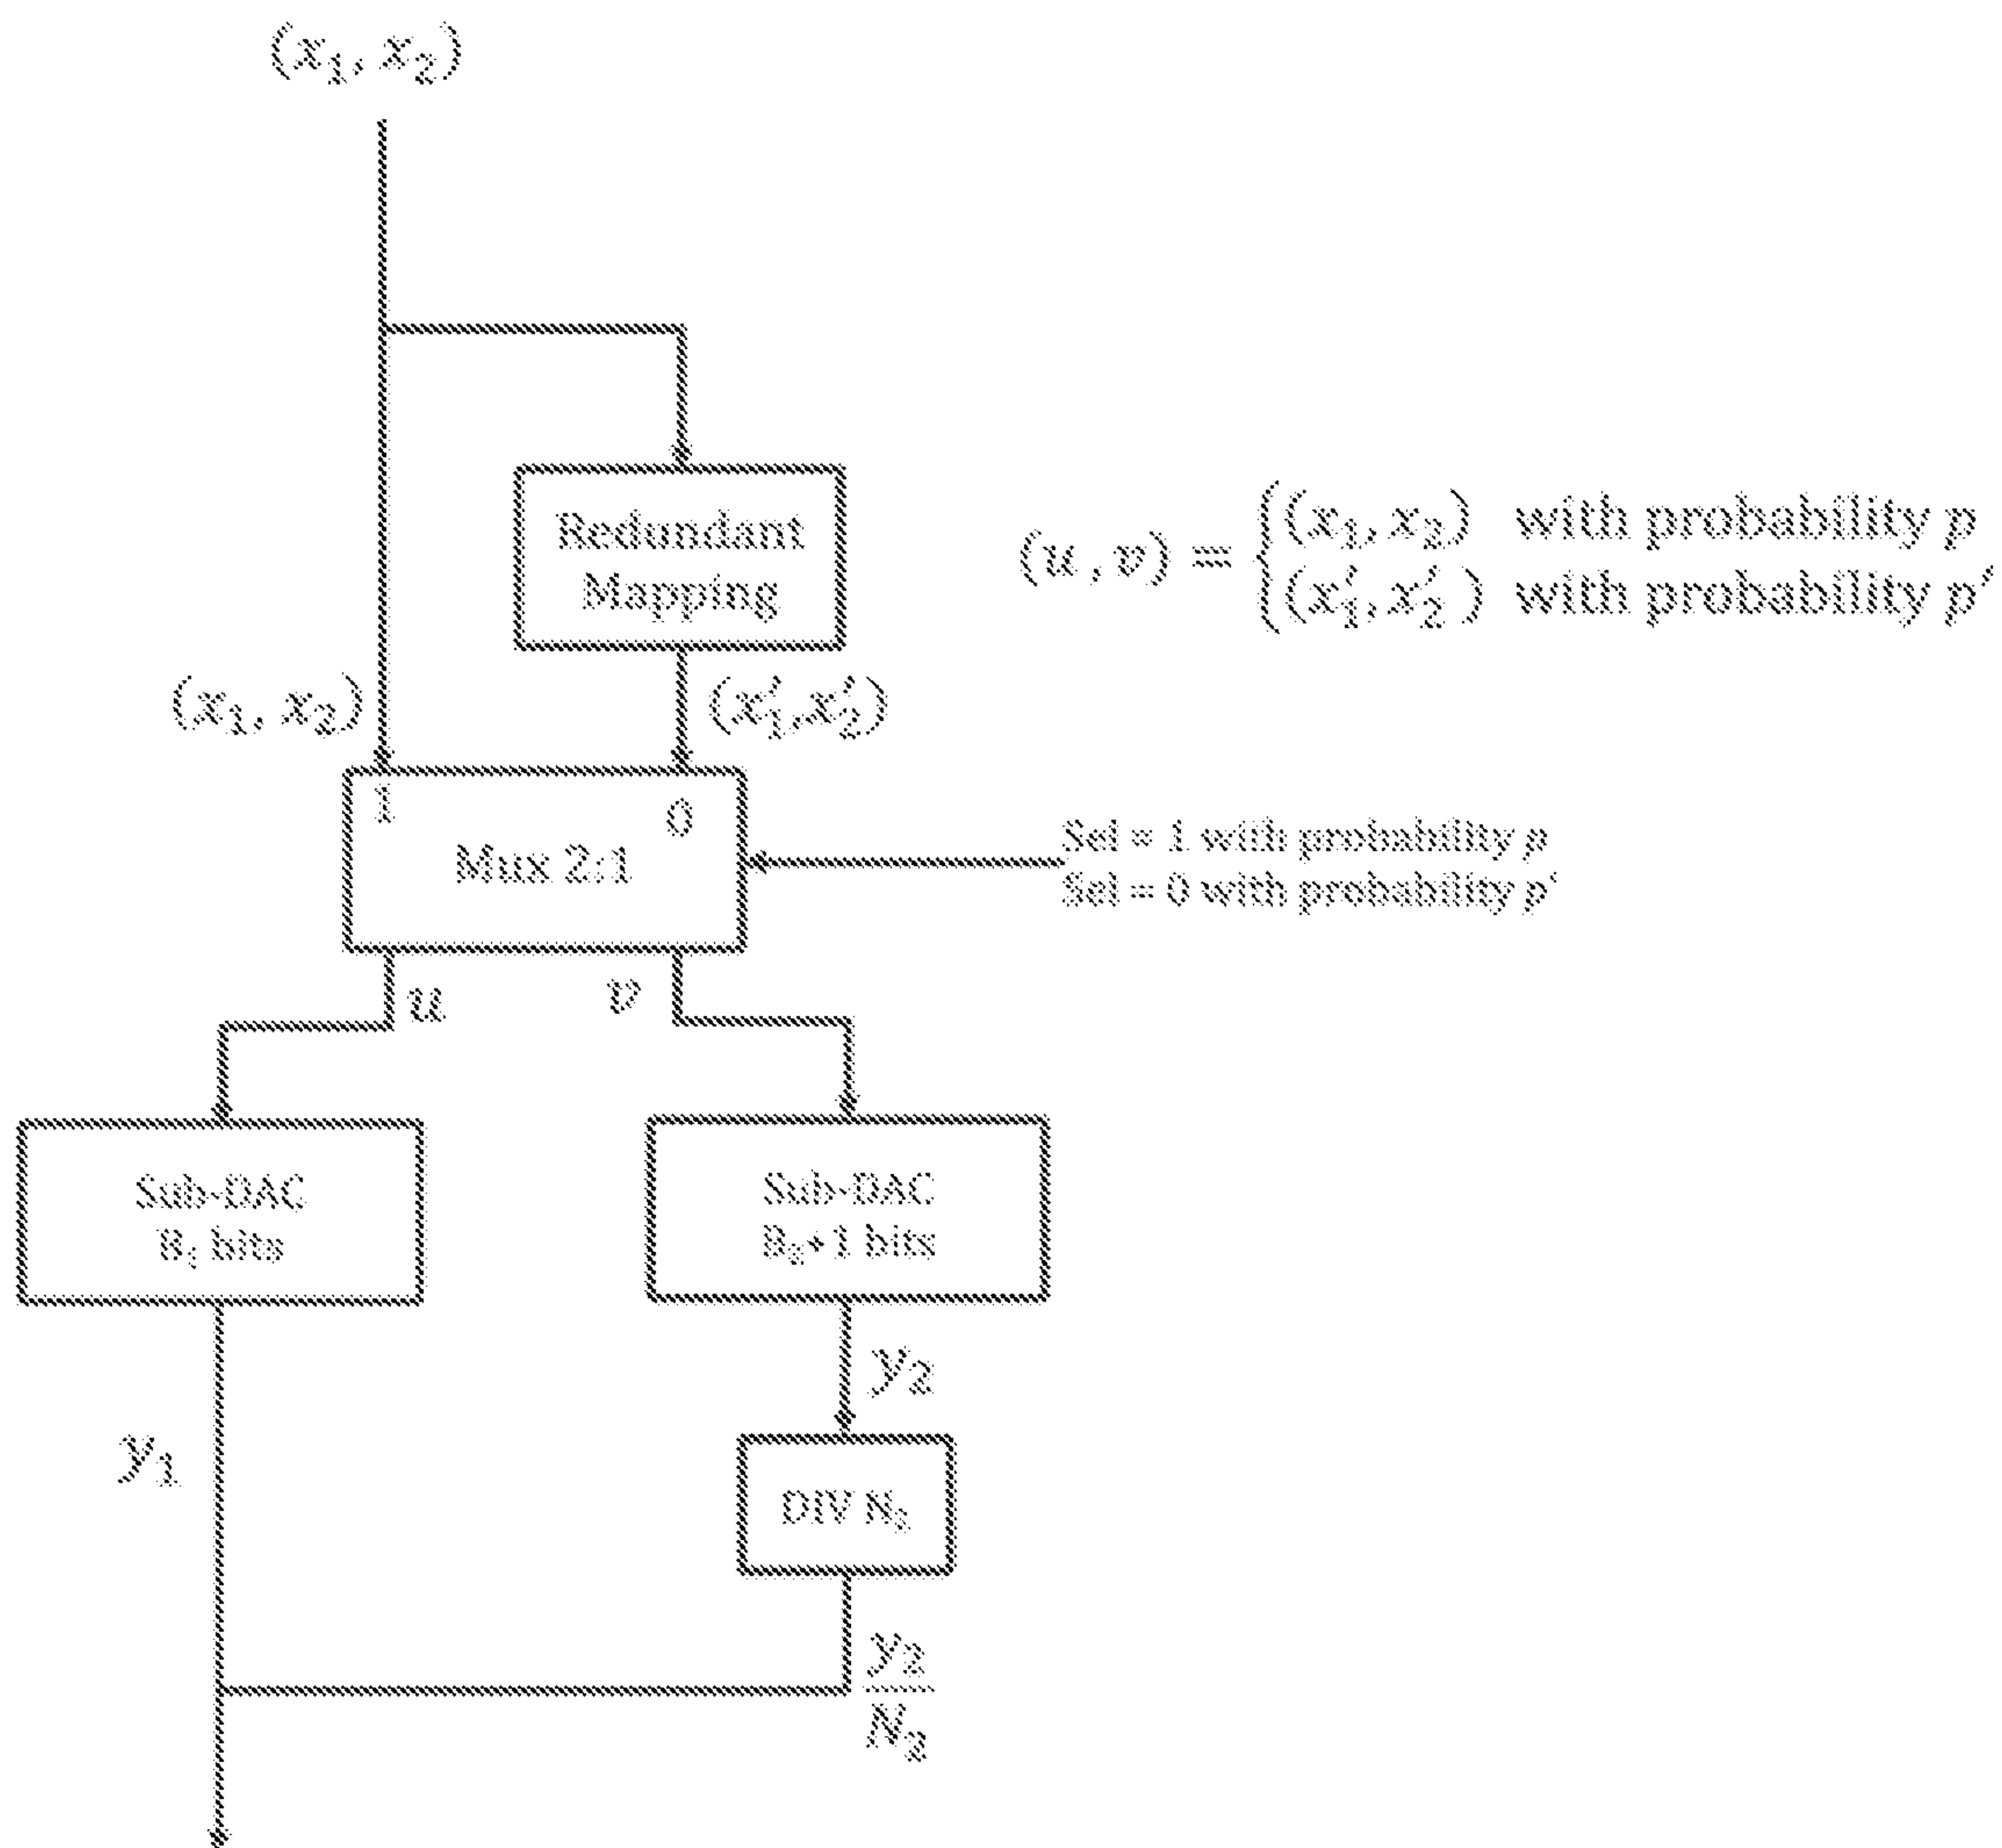 (x₁, x₂)
Redundant
Mapping
(u, v) = { (x₁, x₂) with probability p
(x₁′, x₂′) with probability p′
(x₁, x₂)
(x₁′, x₂′)
1
0
Mux 2:1
Sel = 1 with probability p
Sel = 0 with probability p'
u
v
Sub-DAC
B₁ bits
Sub-DAC
B₂+1 bits
y₂
y₁
DIV N₂
y₂
N₂